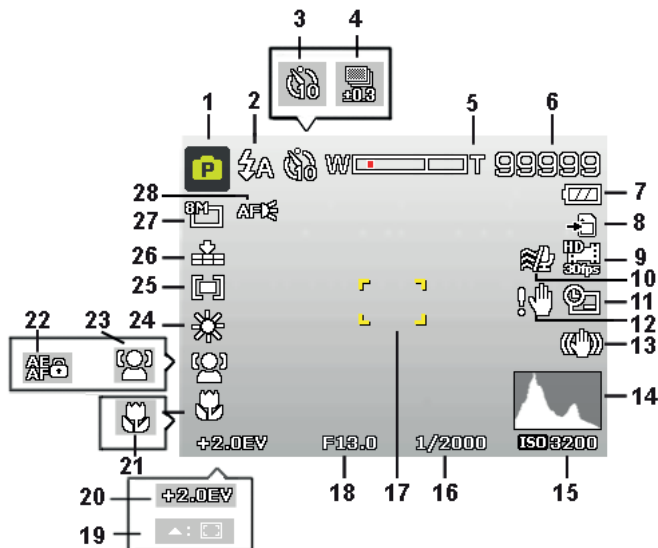 3 4
10 ±0.3
1 2 5 6
P A 10 W T 99999
28 7
27 8M AF 8
26 HD 9
30fps 10
25 11
22 23 24 12
AE
AF 13
14
21 +2.0EV F13.0 1/2000 ISO 3200
20 +2.0EV 18 17 16 15
19 :